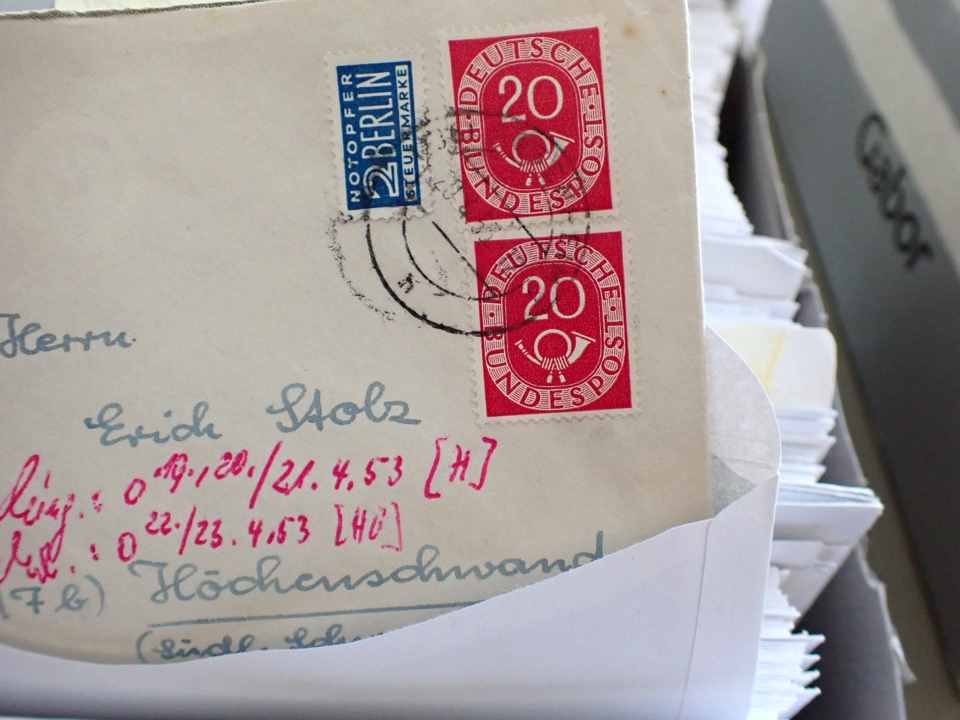 NOTOPFER
2 BERLIN
STEUERMARKE
DEUTSCHE
20
BUNDESPOST
DEUTSCHE
20
BUNDESPOST
Herrn
Erich Stolz
0 19., 20./21.4.53 [H]
0 22./23.4.53
(7b) Höchenschwand
(Südl.